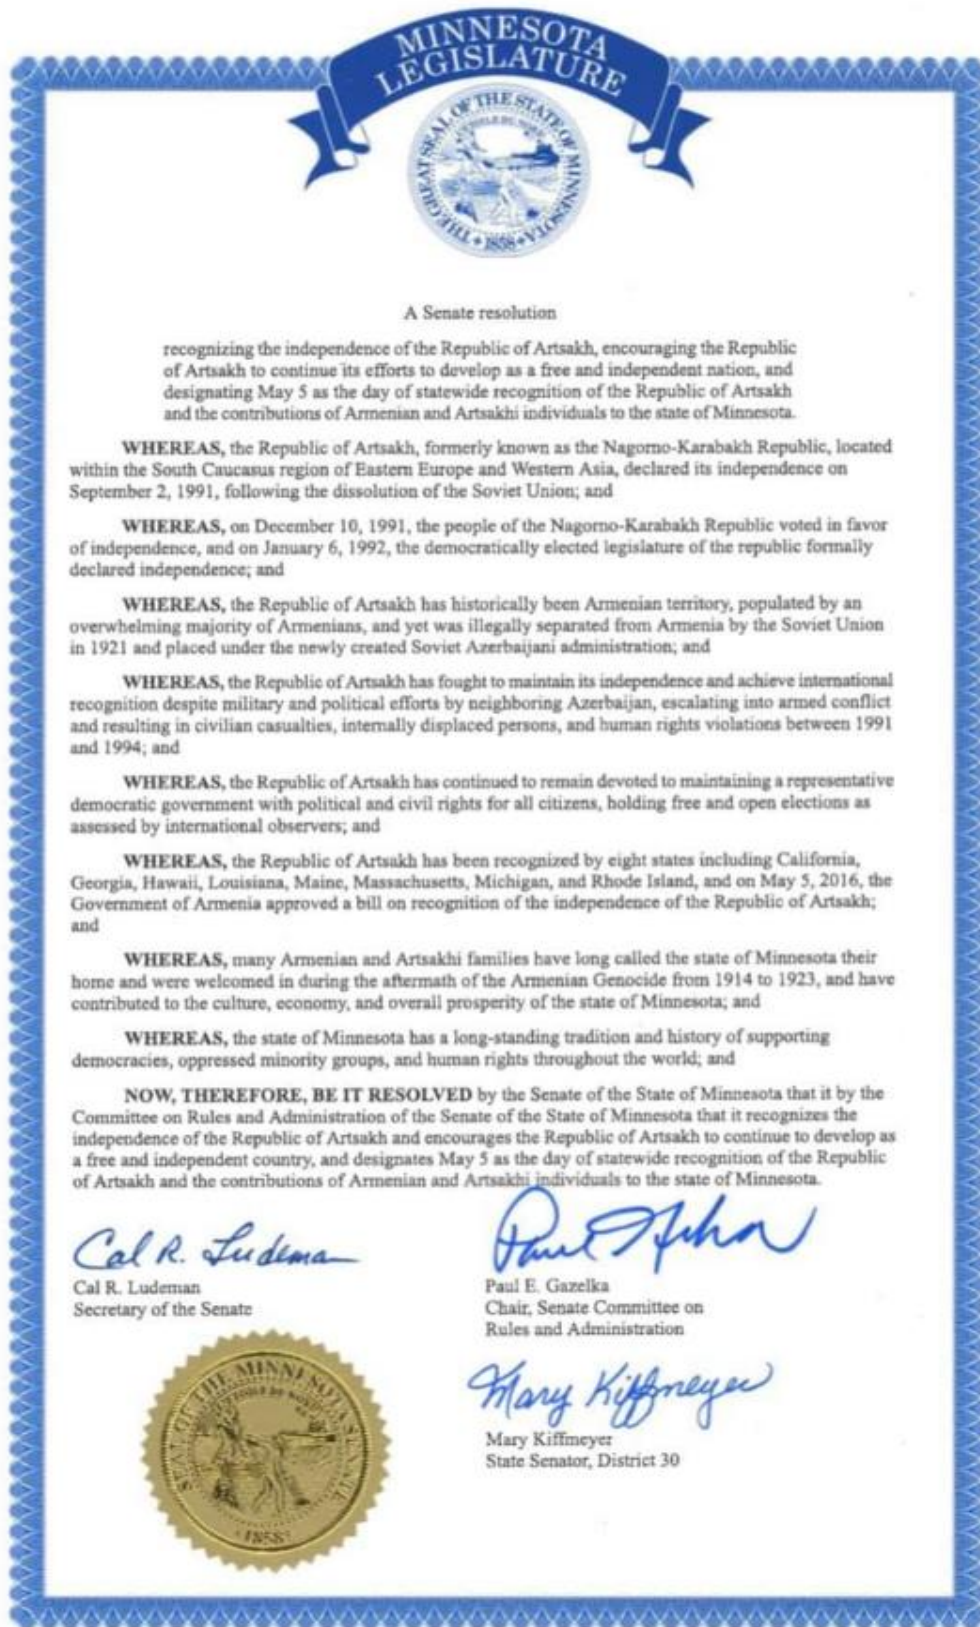 MINNESOTA
LEGISLATURE
THE GREAT SEAL OF THE STATE OF MINNESOTA
1858
A Senate resolution
recognizing the independence of the Republic of Artsakh, encouraging the Republic
of Artsakh to continue its efforts to develop as a free and independent nation, and
designating May 5 as the day of statewide recognition of the Republic of Artsakh
and the contributions of Armenian and Artsakhi individuals to the state of Minnesota.
WHEREAS, the Republic of Artsakh, formerly known as the Nagorno-Karabakh Republic, located
within the South Caucasus region of Eastern Europe and Western Asia, declared its independence on
September 2, 1991, following the dissolution of the Soviet Union; and
WHEREAS, on December 10, 1991, the people of the Nagorno-Karabakh Republic voted in favor
of independence, and on January 6, 1992, the democratically elected legislature of the republic formally
declared independence; and
WHEREAS, the Republic of Artsakh has historically been Armenian territory, populated by an
overwhelming majority of Armenians, and yet was illegally separated from Armenia by the Soviet Union
in 1921 and placed under the newly created Soviet Azerbaijani administration; and
WHEREAS, the Republic of Artsakh has fought to maintain its independence and achieve international
recognition despite military and political efforts by neighboring Azerbaijan, escalating into armed conflict
and resulting in civilian casualties, internally displaced persons, and human rights violations between 1991
and 1994; and
WHEREAS, the Republic of Artsakh has continued to remain devoted to maintaining a representative
democratic government with political and civil rights for all citizens, holding free and open elections as
assessed by international observers; and
WHEREAS, the Republic of Artsakh has been recognized by eight states including California,
Georgia, Hawaii, Louisiana, Maine, Massachusetts, Michigan, and Rhode Island, and on May 5, 2016, the
Government of Armenia approved a bill on recognition of the independence of the Republic of Artsakh;
and
WHEREAS, many Armenian and Artsakhi families have long called the state of Minnesota their
home and were welcomed in during the aftermath of the Armenian Genocide from 1914 to 1923, and have
contributed to the culture, economy, and overall prosperity of the state of Minnesota; and
WHEREAS, the state of Minnesota has a long-standing tradition and history of supporting
democracies, oppressed minority groups, and human rights throughout the world; and
NOW, THEREFORE, BE IT RESOLVED by the Senate of the State of Minnesota that it by the
Committee on Rules and Administration of the Senate of the State of Minnesota that it recognizes the
independence of the Republic of Artsakh and encourages the Republic of Artsakh to continue to develop as
a free and independent country, and designates May 5 as the day of statewide recognition of the Republic
of Artsakh and the contributions of Armenian and Artsakhi individuals to the state of Minnesota.
Cal R. Ludeman
Cal R. Ludeman
Secretary of the Senate
Paul E. Gazelka
Chair, Senate Committee on
Rules and Administration
Mary Kiffmeyer
Mary Kiffmeyer
State Senator, District 30
SEAL OF THE MINNESOTA SENATE
1858